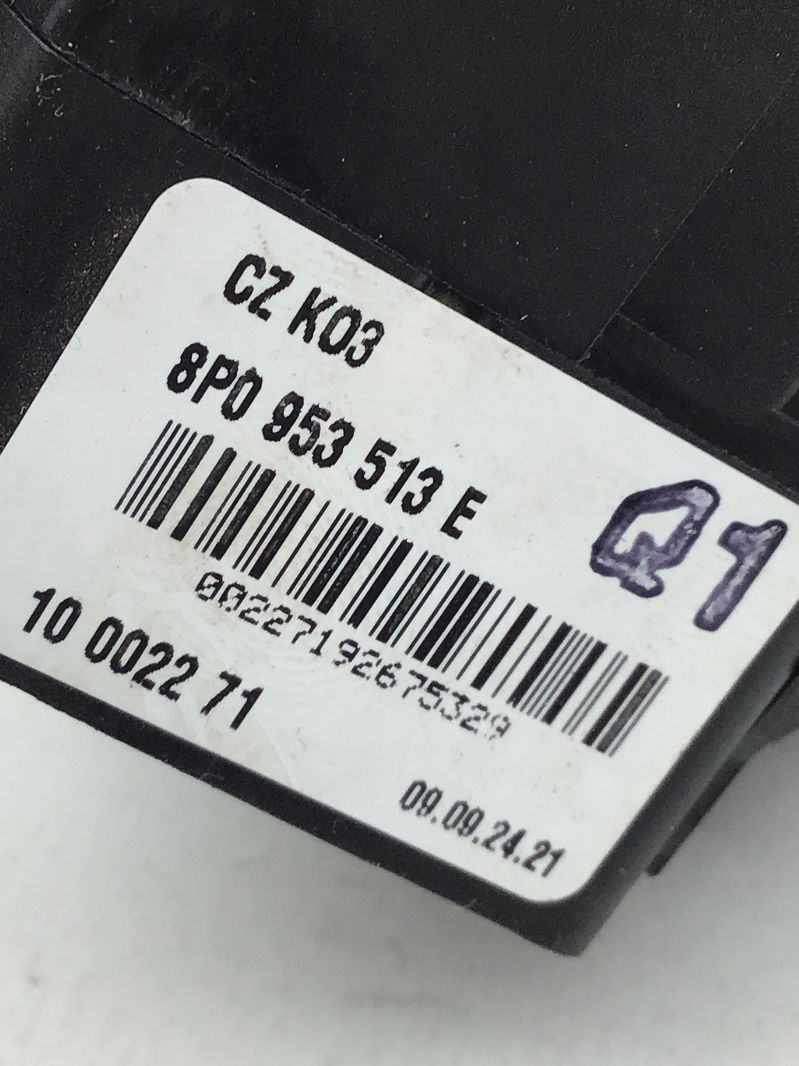 CZ K03
8P0 953 513 E
Q1
00227192675329
10 0022 71
09.09.24.21